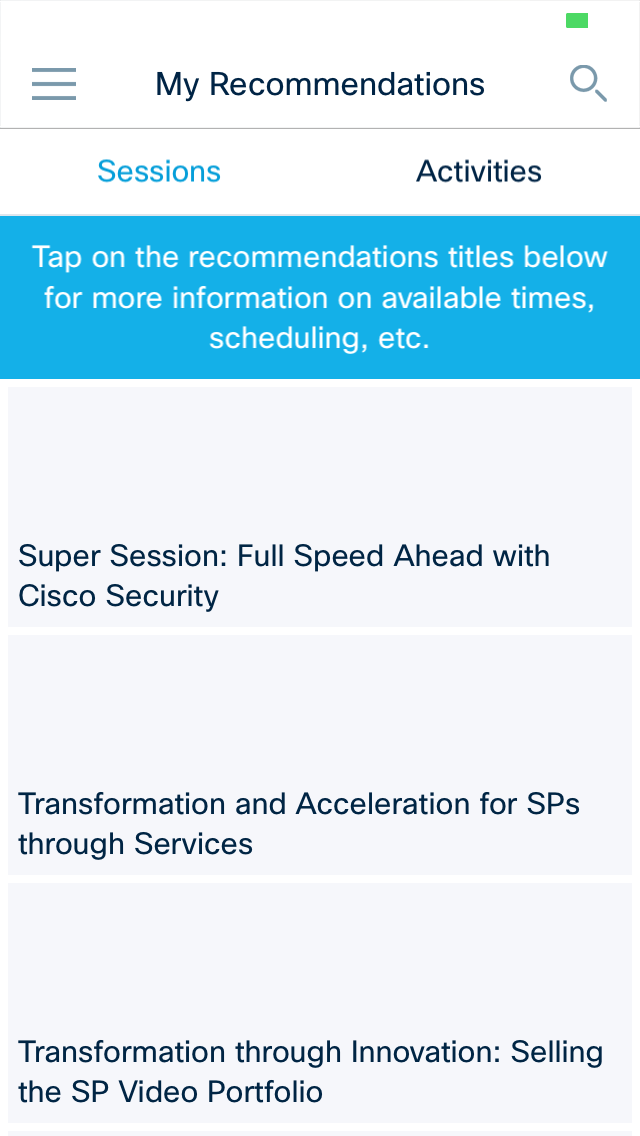 My Recommendations
Sessions
Activities
Tap on the recommendations titles below
for more information on available times,
scheduling, etc.
Super Session: Full Speed Ahead with
Cisco Security
Transformation and Acceleration for SPs
through Services
Transformation through Innovation: Selling
the SP Video Portfolio